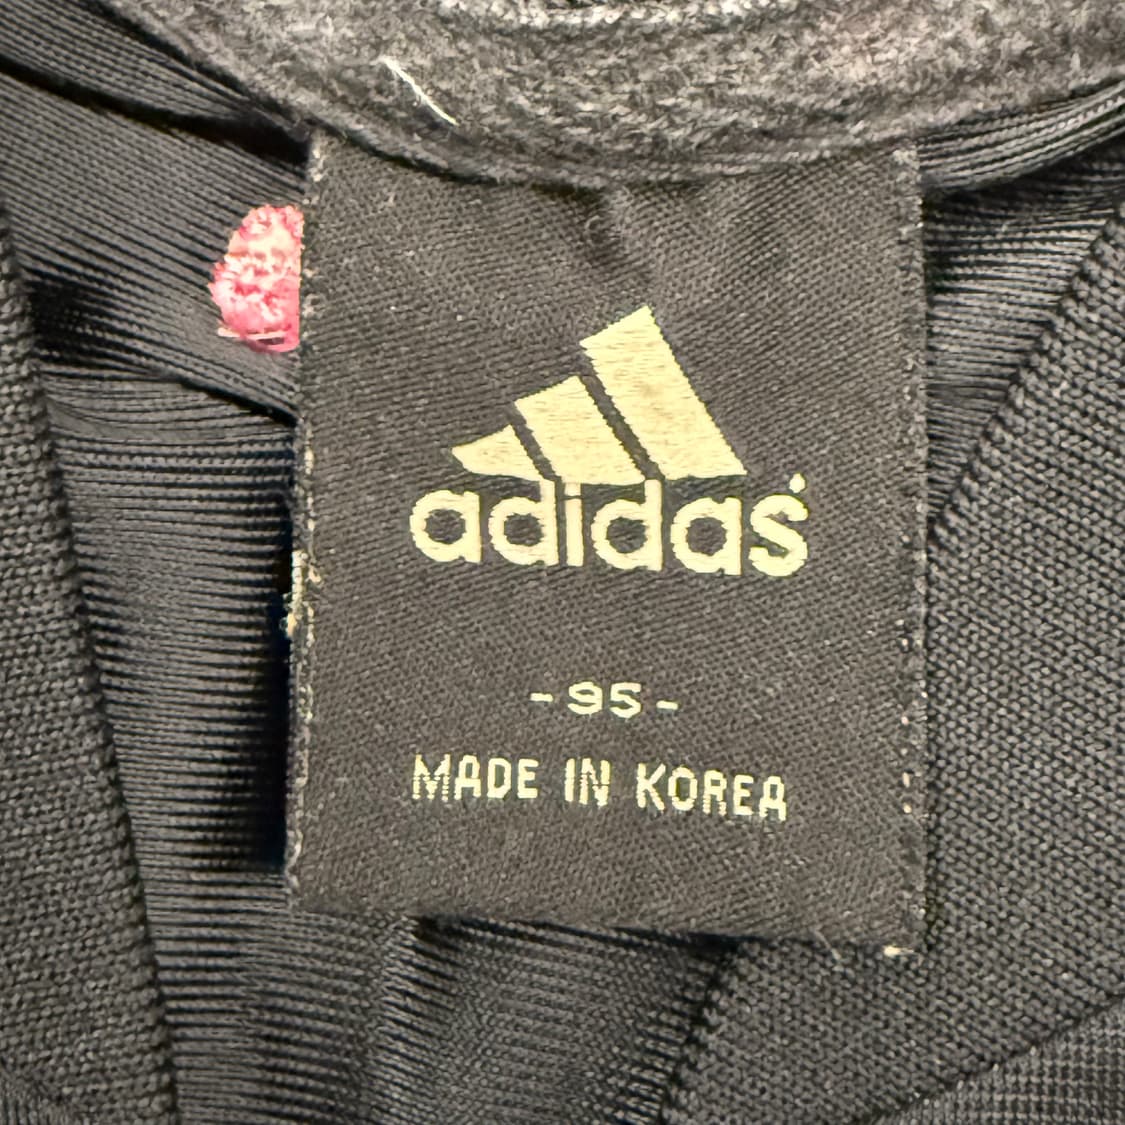 adidas
-95-
MADE IN KOREA